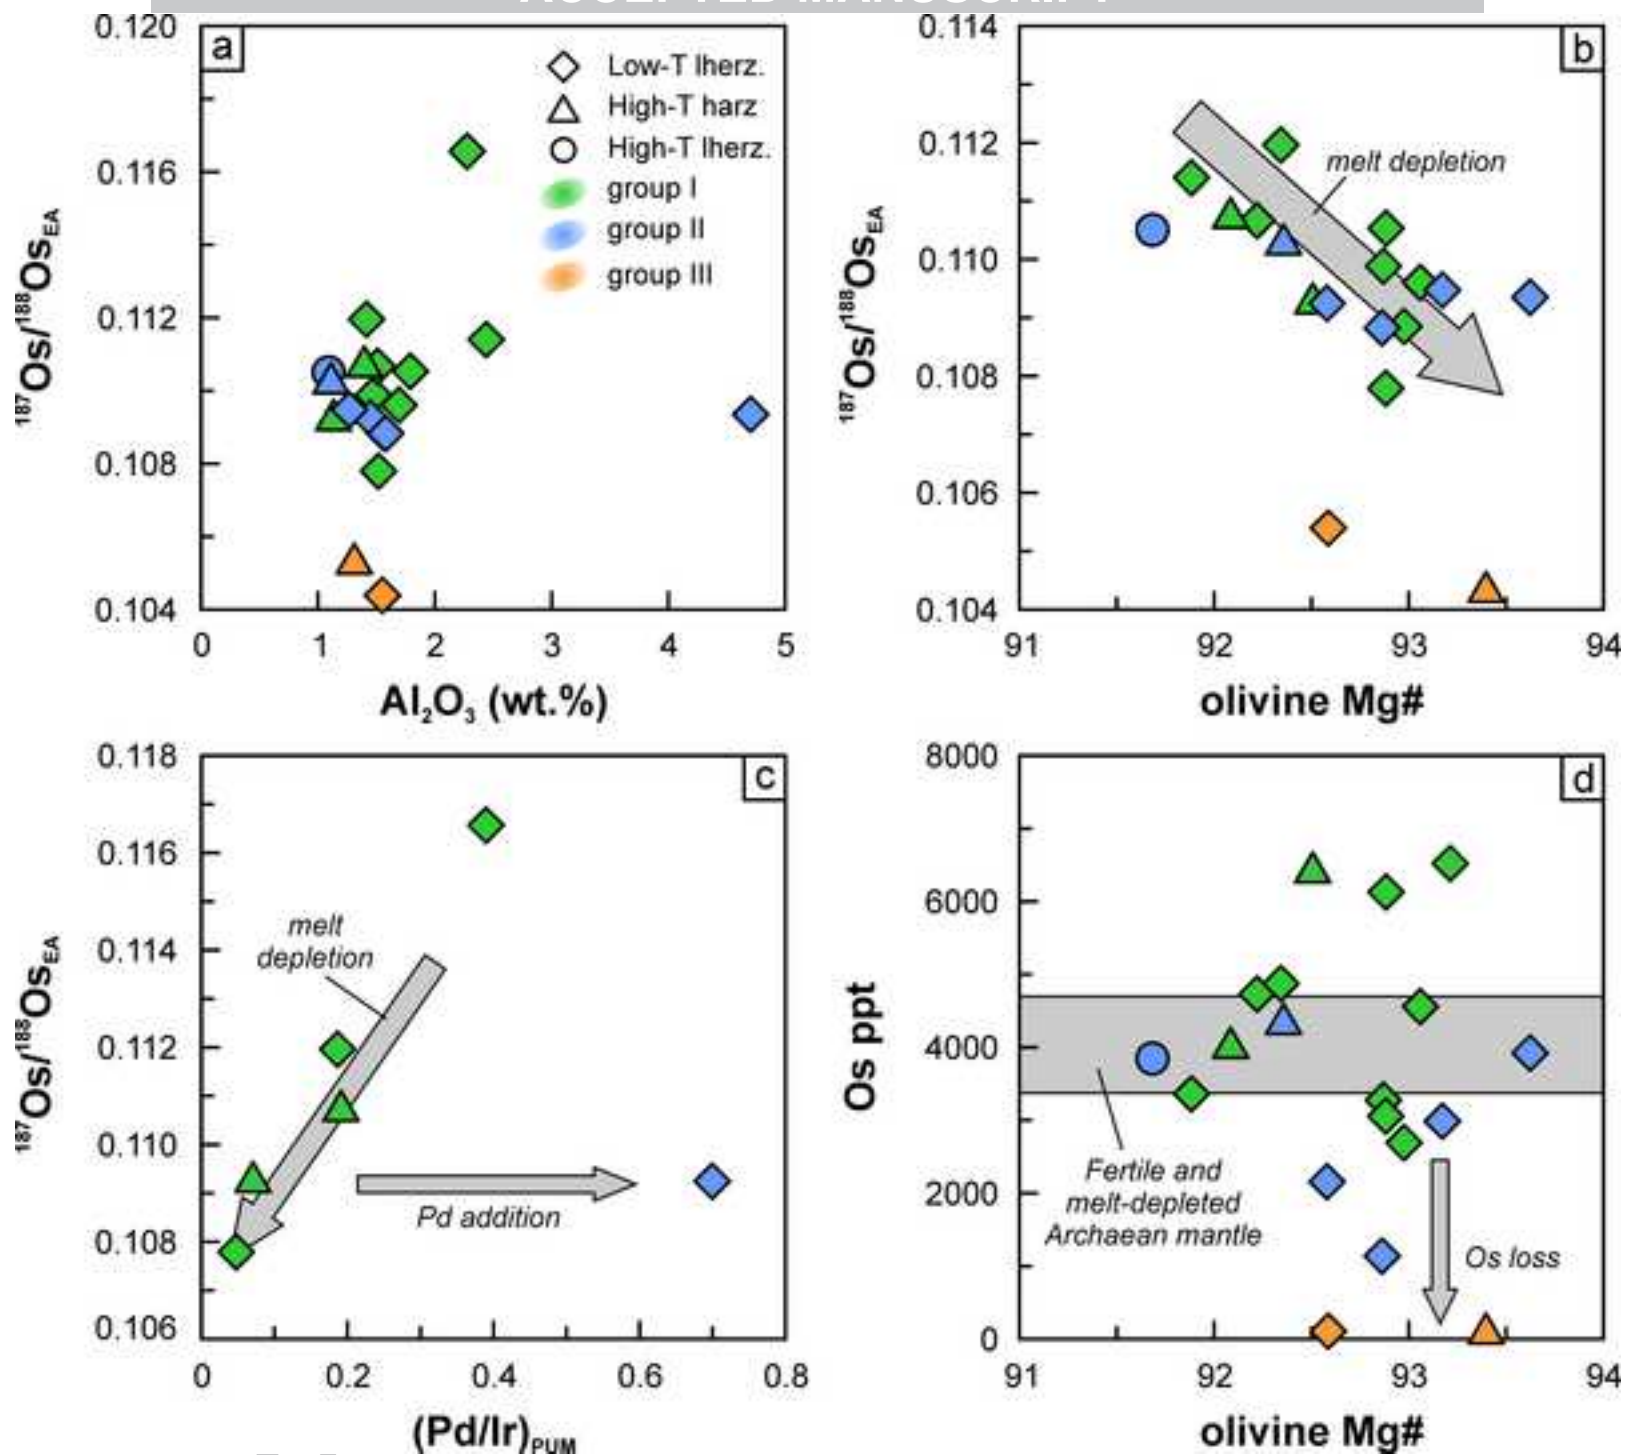 ACCEPTED MANUSCRIPT
0.120
0.116
0.112
0.108
0.104
187Os/188OsEA
a
Low-T lherz.
High-T harz
High-T lherz.
group I
group II
group III
0 1 2 3 4 5
Al2O3 (wt.%)
0.114
0.112
0.110
0.108
0.106
0.104
187Os/188OsEA
b
melt depletion
91 92 93 94
olivine Mg#
0.118
0.116
0.114
0.112
0.110
0.108
0.106
187Os/188OsEA
c
melt
depletion
Pd addition
0 0.2 0.4 0.6 0.8
(Pd/Ir)PUM
8000
6000
4000
2000
0
Os ppt
d
Fertile and
melt-depleted
Archaean mantle
Os loss
91 92 93 94
olivine Mg#